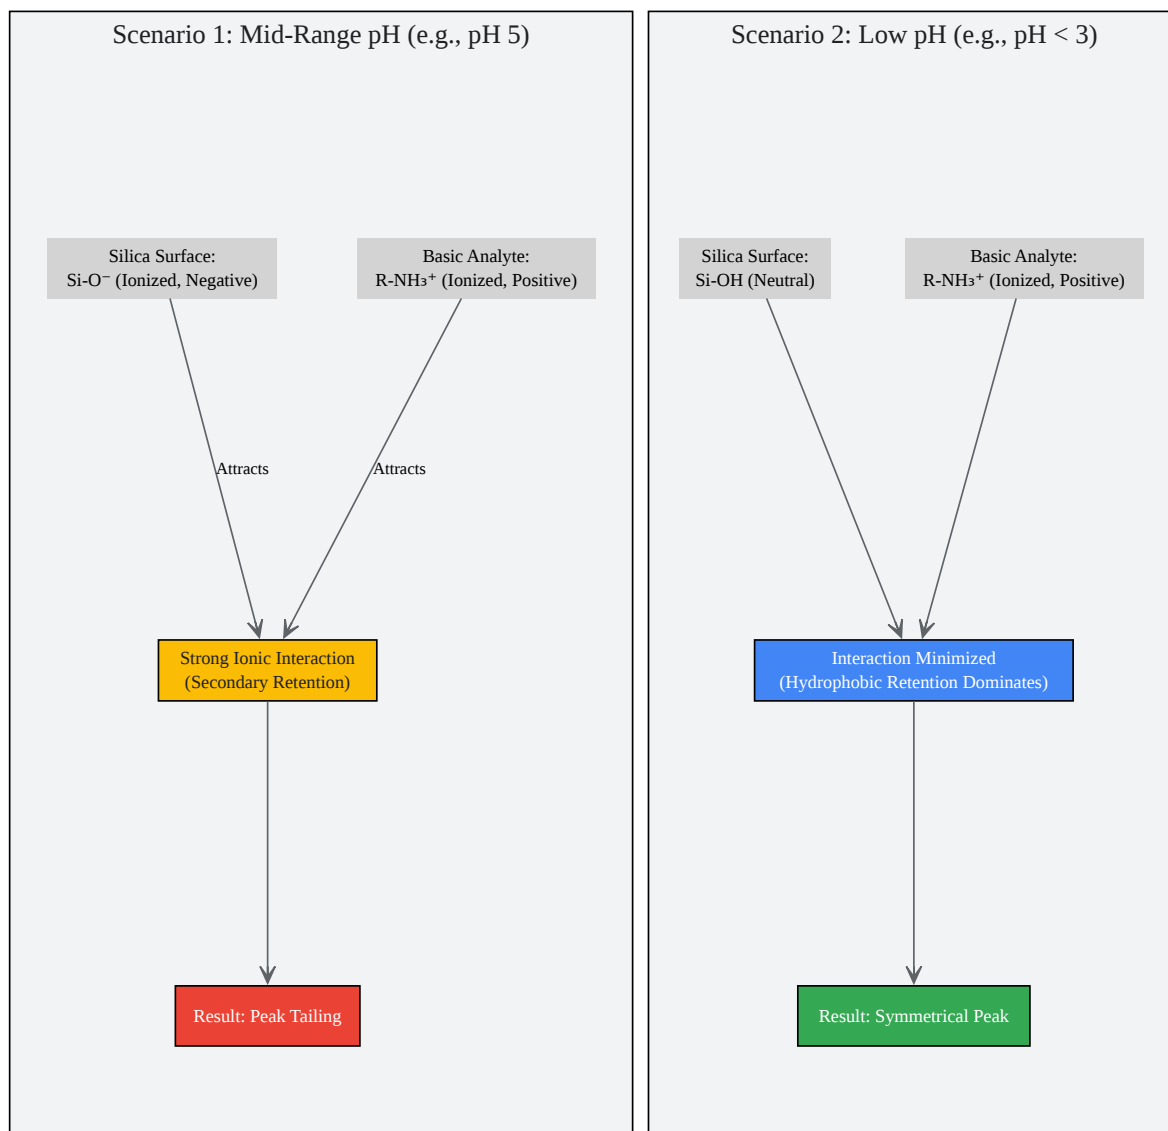 Scenario 1: Mid-Range pH (e.g., pH 5)
Silica Surface:
Si-O⁻ (Ionized, Negative)
Basic Analyte:
R-NH₃⁺ (Ionized, Positive)
Attracts
Attracts
Strong Ionic Interaction
(Secondary Retention)
Result: Peak Tailing
Scenario 2: Low pH (e.g., pH < 3)
Silica Surface:
Si-OH (Neutral)
Basic Analyte:
R-NH₃⁺ (Ionized, Positive)
Interaction Minimized
(Hydrophobic Retention Dominates)
Result: Symmetrical Peak